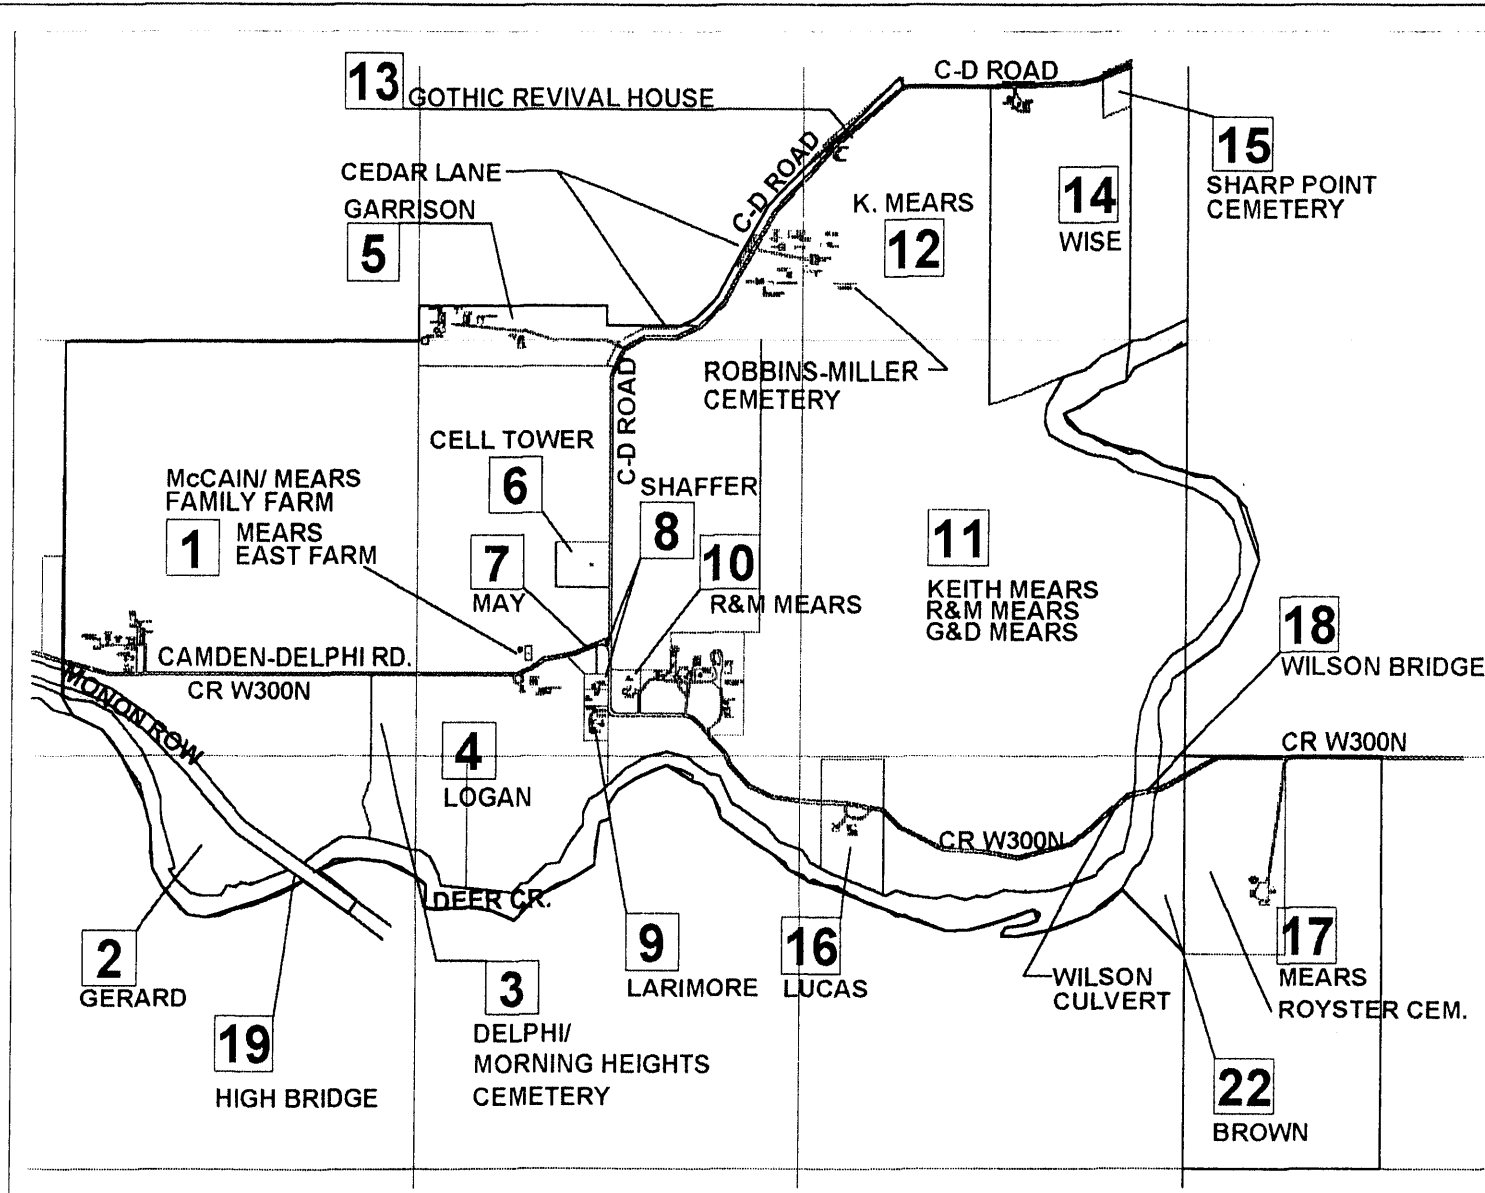 C-D ROAD
13
GOTHIC REVIVAL HOUSE
15
SHARP POINT
CEMETERY
CEDAR LANE
C-D ROAD
GARRISON
5
K. MEARS
12
14
WISE
ROBBINS-MILLER
CEMETERY
C-D ROAD
CELL TOWER
6
McCAIN/ MEARS
FAMILY FARM
1
MEARS
EAST FARM
SHAFFER
8
7
MAY
10
R&M MEARS
11
KEITH MEARS
R&M MEARS
G&D MEARS
18
WILSON BRIDGE
CAMDEN-DELPHI RD.
CR W300N
MONON ROW
4
LOGAN
CR W300N
CR W300N
DEER CR.
2
GERARD
3
DELPHI/
MORNING HEIGHTS
CEMETERY
9
LARIMORE
16
LUCAS
WILSON
CULVERT
17
MEARS
ROYSTER CEM.
19
HIGH BRIDGE
22
BROWN